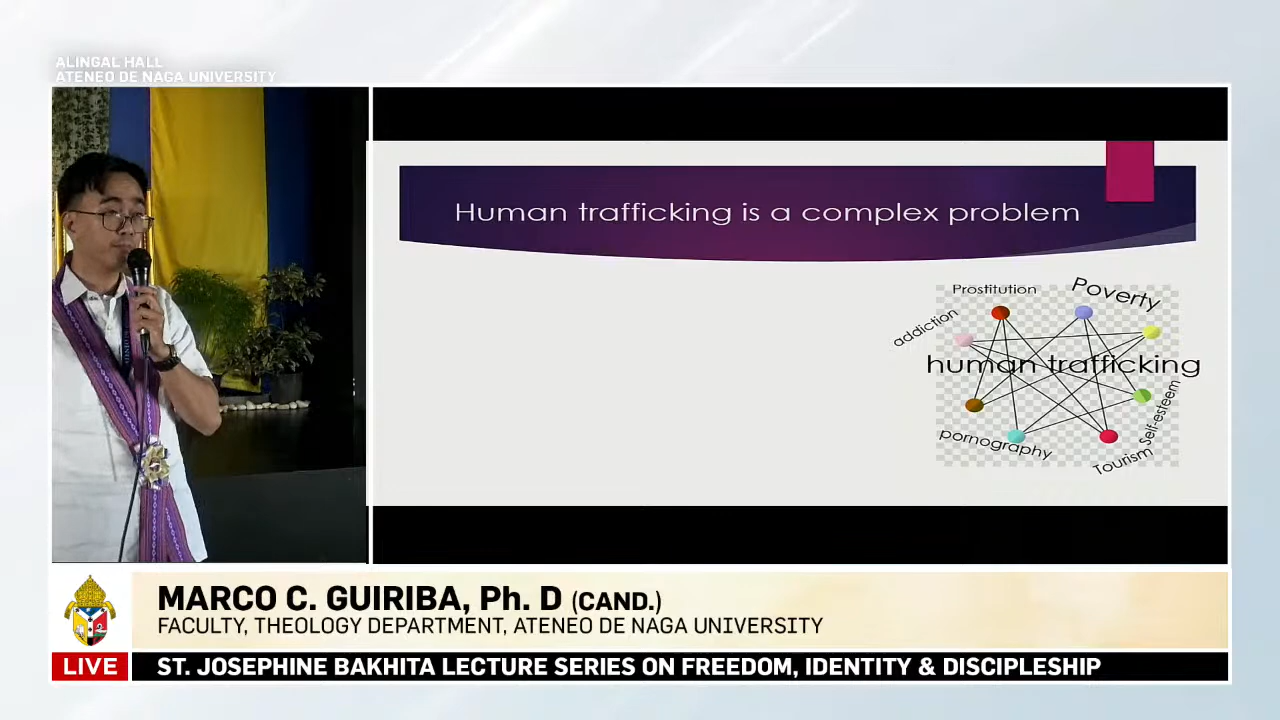 ALINGAL HALL
ATENEO DE NAGA UNIVERSITY
Human trafficking is a complex problem
Prostitution
Poverty
addiction
human trafficking
Self-esteem
pornography
Tourism
MARCO C. GUIRIBA, Ph. D (CAND.)
FACULTY, THEOLOGY DEPARTMENT, ATENEO DE NAGA UNIVERSITY
LIVE
ST. JOSEPHINE BAKHITA LECTURE SERIES ON FREEDOM, IDENTITY & DISCIPLESHIP